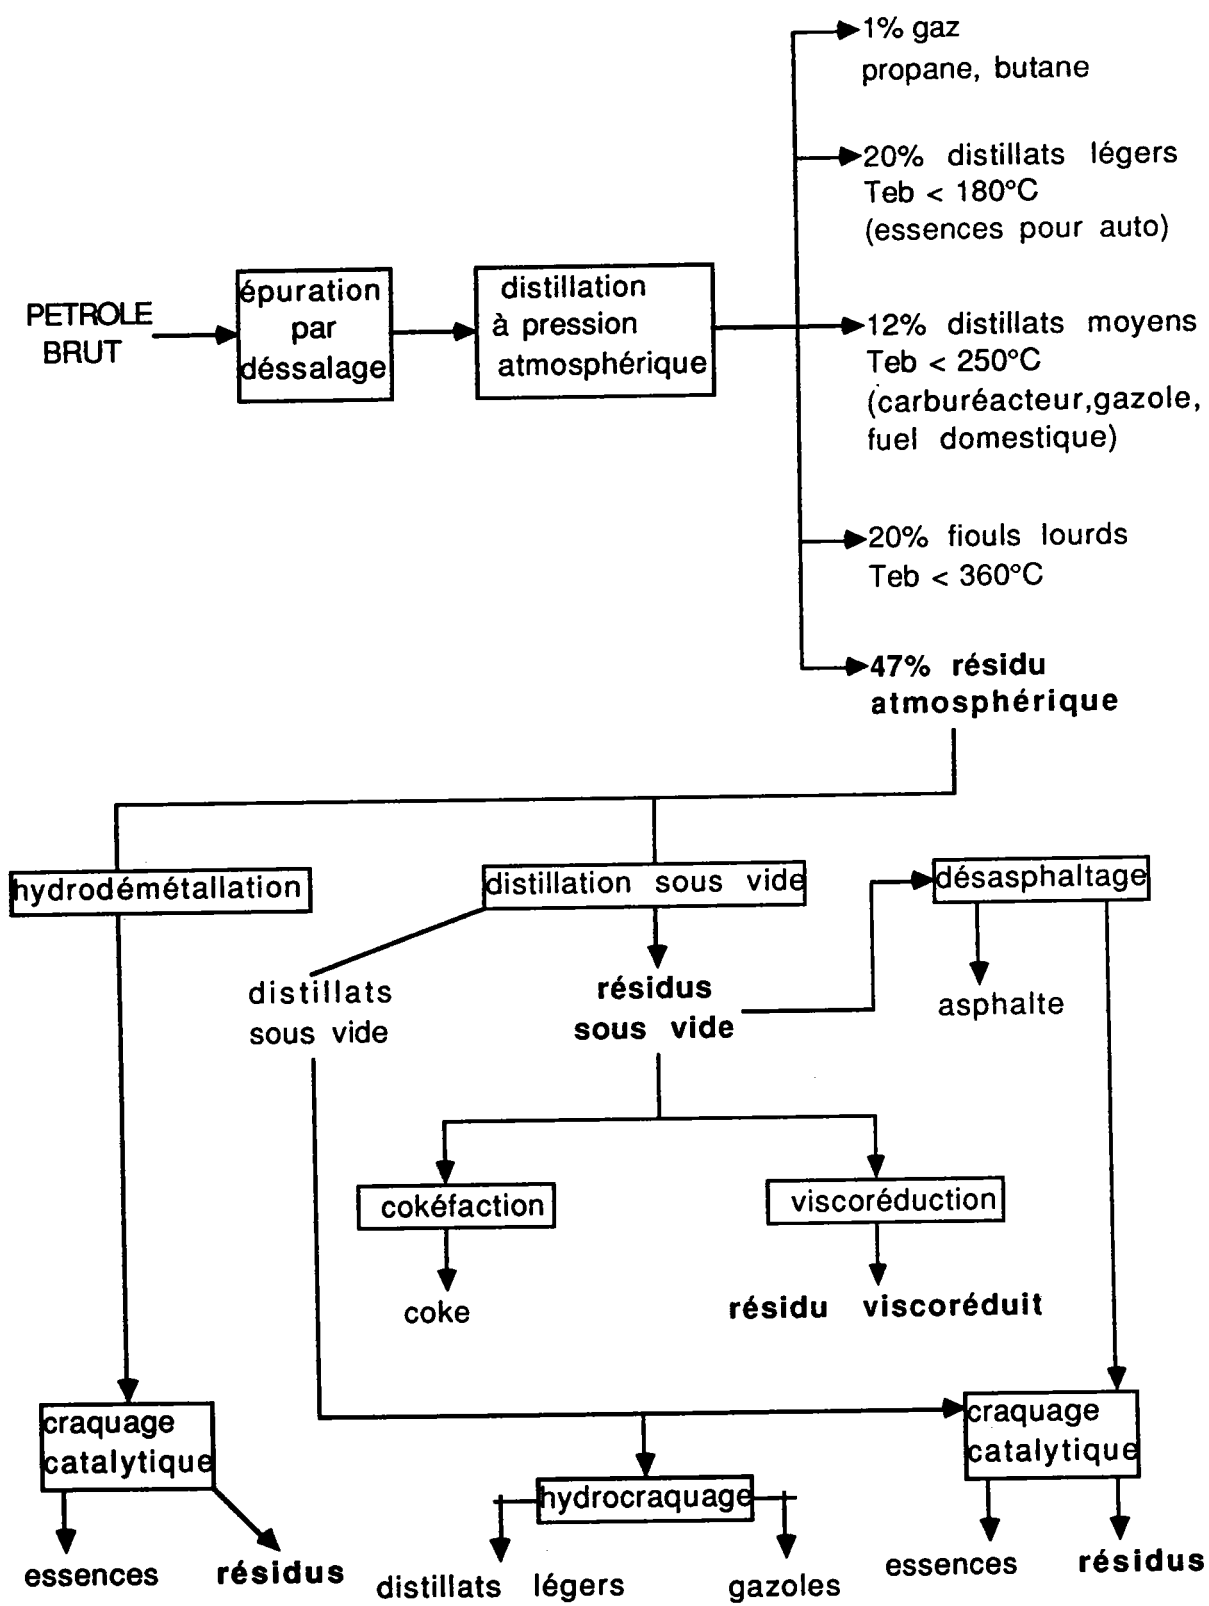 1% gaz
propane, butane
20% distillats légers
Teb < 180°C
(essences pour auto)
PETROLE
BRUT
épuration
par
déssalage
distillation
à pression
atmosphérique
12% distillats moyens
Teb < 250°C
(carburéacteur,gazole,
fuel domestique)
20% fiouls lourds
Teb < 360°C
47% résidu
atmosphérique
hydrodémétallation
distillation sous vide
désasphaltage
distillats
sous vide
résidus
sous vide
asphalte
cokéfaction
viscoréduction
coke
résidu viscoréduit
craquage
catalytique
hydrocraquage
craquage
catalytique
essences
résidus
distillats légers
gazoles
essences
résidus